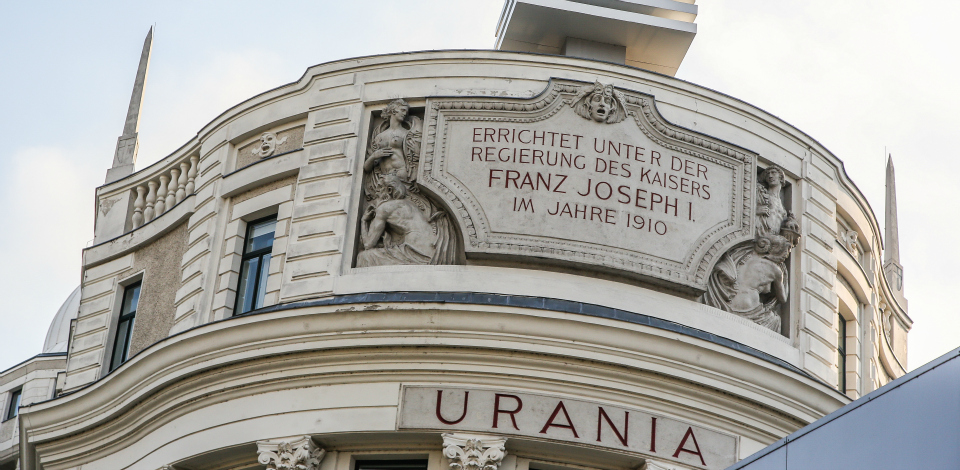 ERRICHTET UNTER DER
REGIERUNG DES KAISERS
FRANZ JOSEPH I.
IM JAHRE 1910
URANIA